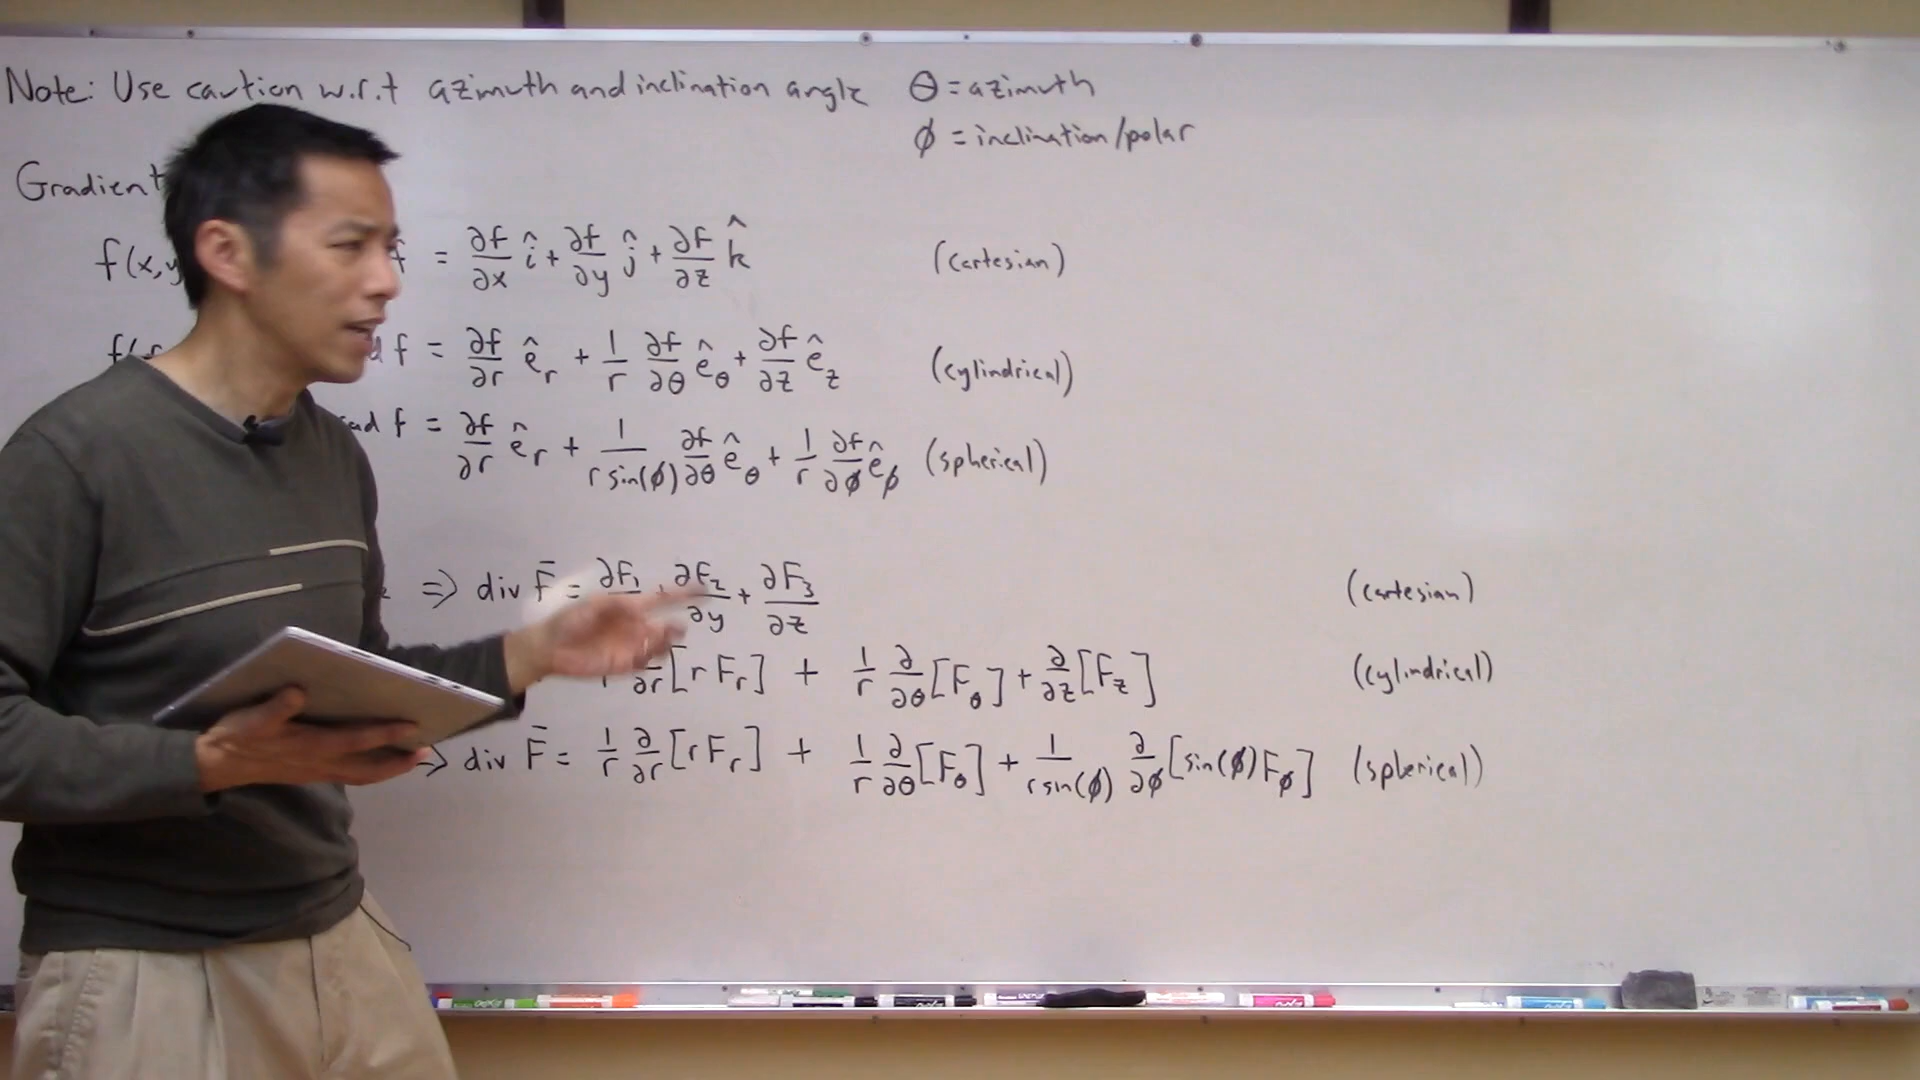 Note: Use caution w.r.t azimuth and inclination angle θ = azimuth
ϕ = inclination/polar
Gradient
f(x,y f = ∂f/∂x î + ∂f/∂y ĵ + ∂f/∂z k̂ (cartesian)
f(r d f = ∂f/∂r ê_r + 1/r ∂f/∂θ ê_θ + ∂f/∂z ê_z (cylindrical)
ad f = ∂f/∂r ê_r + 1/(r sin(ϕ)) ∂f/∂θ ê_θ + 1/r ∂f/∂ϕ ê_ϕ (spherical)
⇒ div F̄ = ∂F₁ + ∂F₂/∂y + ∂F₃/∂z (cartesian)
∂r [r F_r] + 1/r ∂/∂θ [F_θ] + ∂/∂z [F_z] (cylindrical)
⇒ div F̄ = 1/r ∂/∂r [r F_r] + 1/r ∂/∂θ [F_θ] + 1/(r sin(ϕ)) ∂/∂ϕ [sin(ϕ) F_ϕ] (spherical)